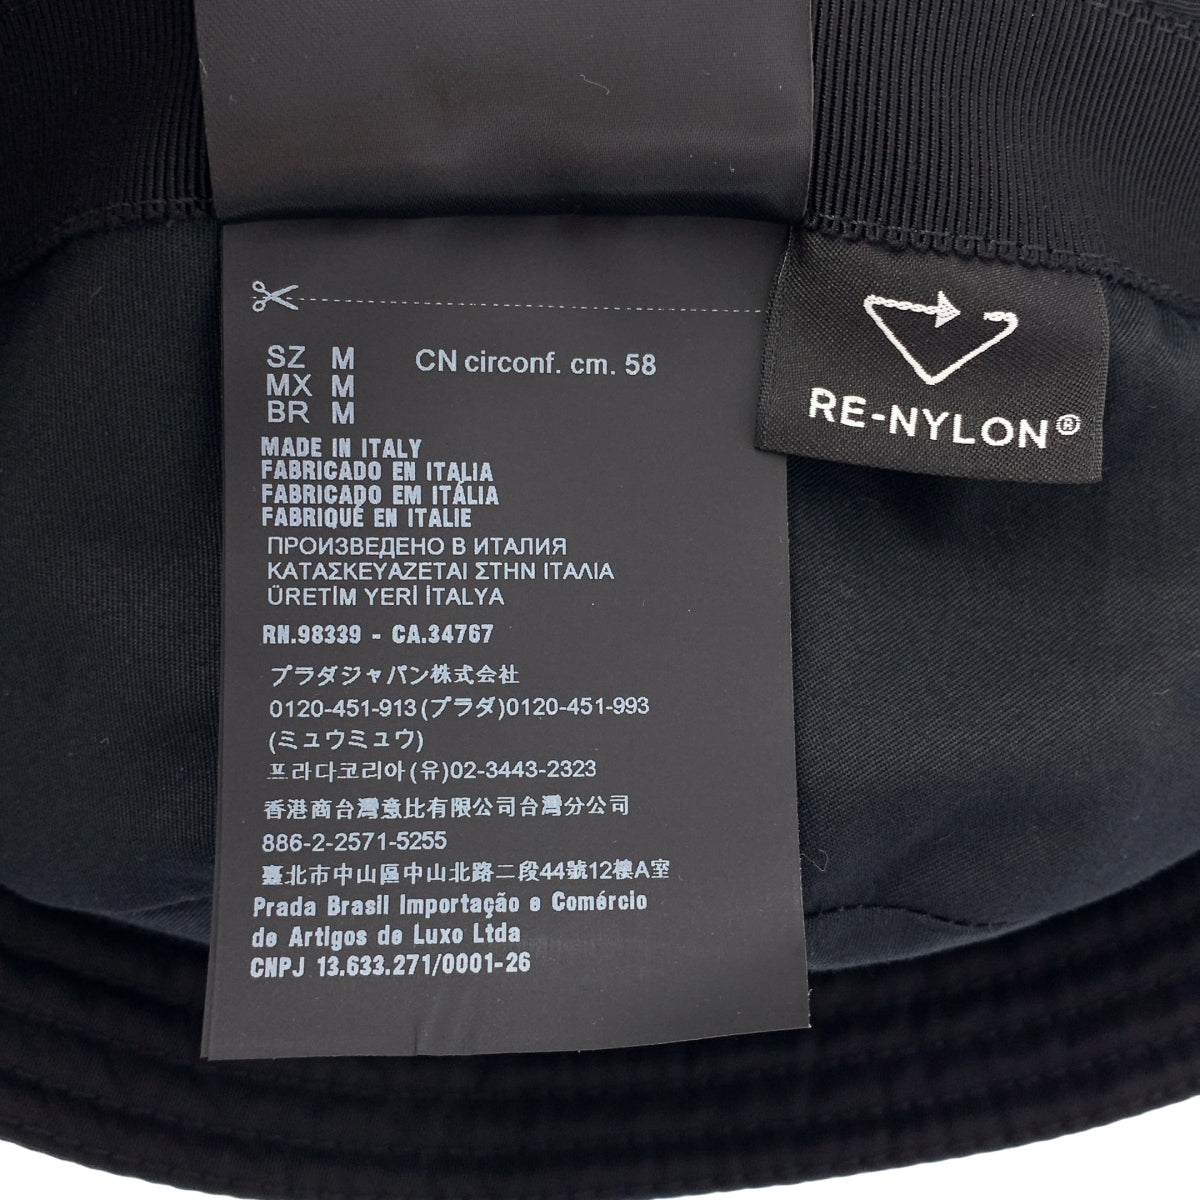 SZ M CN circonf. cm. 58
MX M
BR M
MADE IN ITALY
FABRICADO EN ITALIA
FABRICADO EM ITÁLIA
FABRIQUÉ EN ITALIE
ПРОИЗВЕДЕНО В ИТАЛИЯ
ΚΑΤΑΣΚΕΥΑΖΕΤΑΙ ΣΤΗΝ ΙΤΑΛΙΑ
ÜRETİM YERİ İTALYA
RN.98339 - CA.34767
プラダジャパン株式会社
0120-451-913(プラダ)0120-451-993
(ミュウミュウ)
프라다코리아(유)02-3443-2323
香港商台灣意比有限公司台灣分公司
886-2-2571-5255
臺北市中山區中山北路二段44號12樓A室
Prada Brasil Importação e Comércio
de Artigos de Luxo Ltda
CNPJ 13.633.271/0001-26
RE-NYLON®